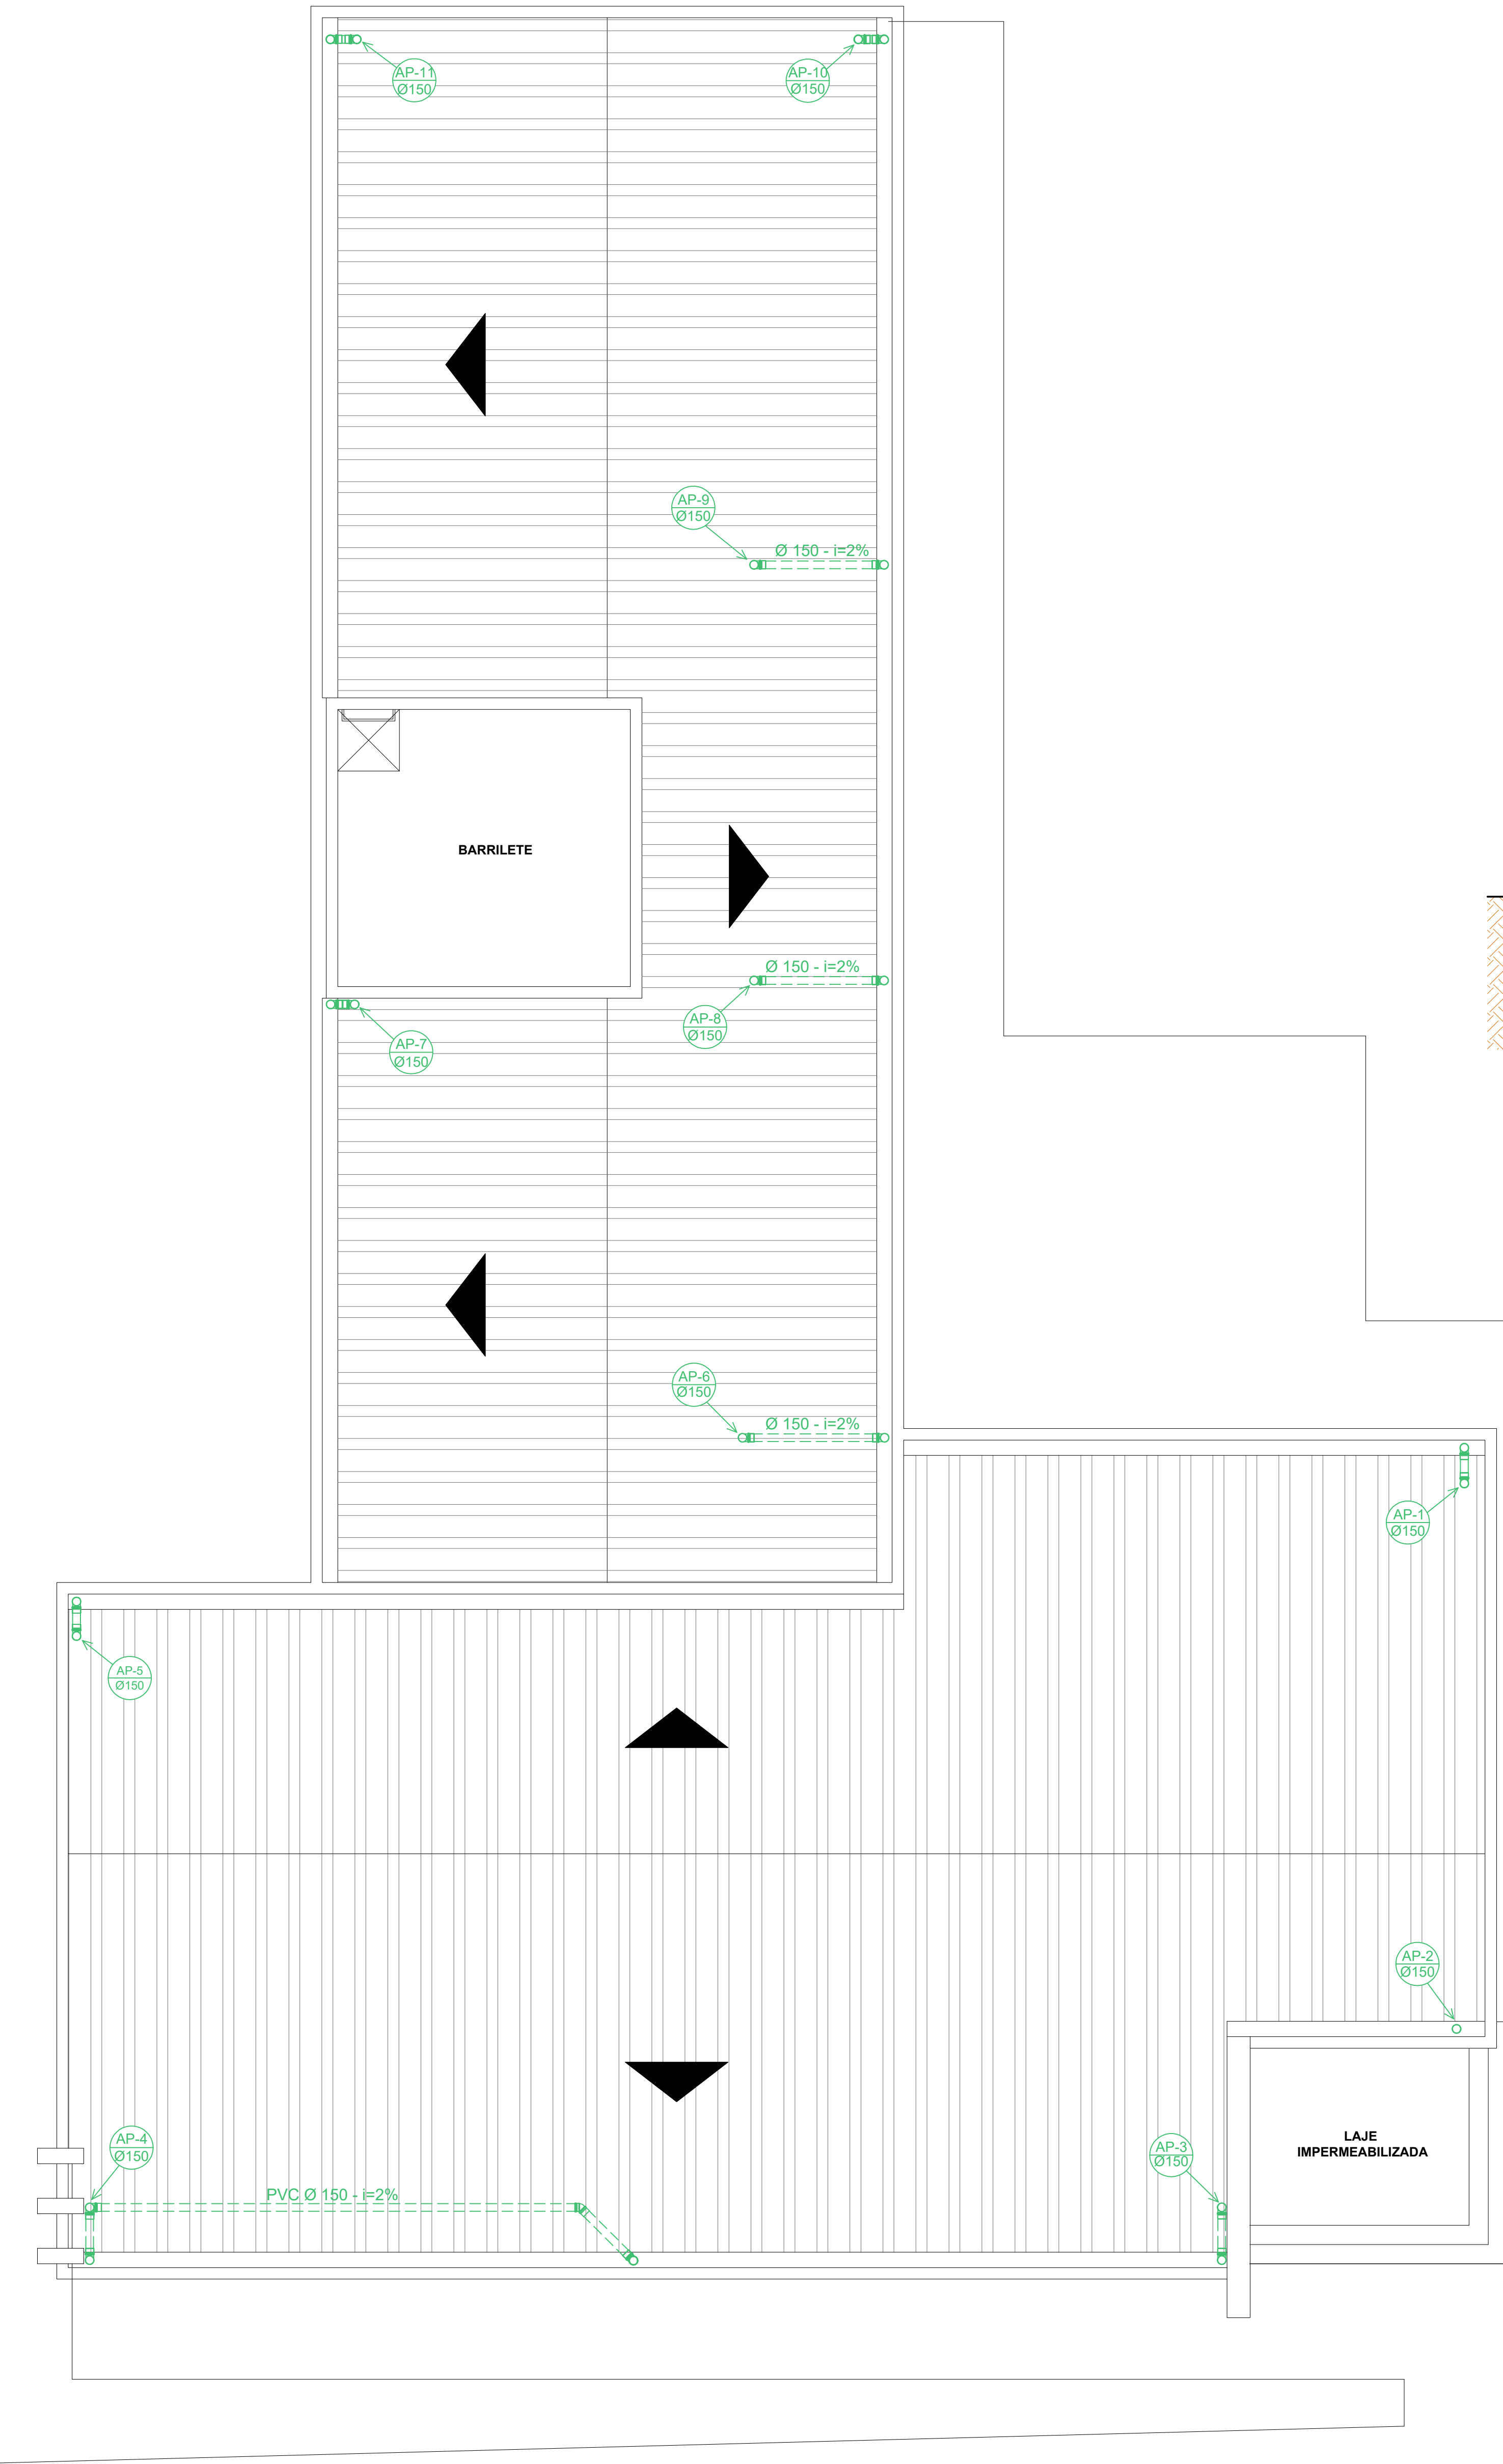 AP-11
Ø150
AP-10
Ø150
AP-9
Ø150
Ø 150 - i=2%
BARRILETE
Ø 150 - i=2%
AP-8
Ø150
AP-7
Ø150
AP-6
Ø150
Ø 150 - i=2%
AP-1
Ø150
AP-5
Ø150
AP-2
Ø150
AP-4
Ø150
AP-3
Ø150
LAJE
IMPERMEABILIZADA
PVC Ø 150 - i=2%